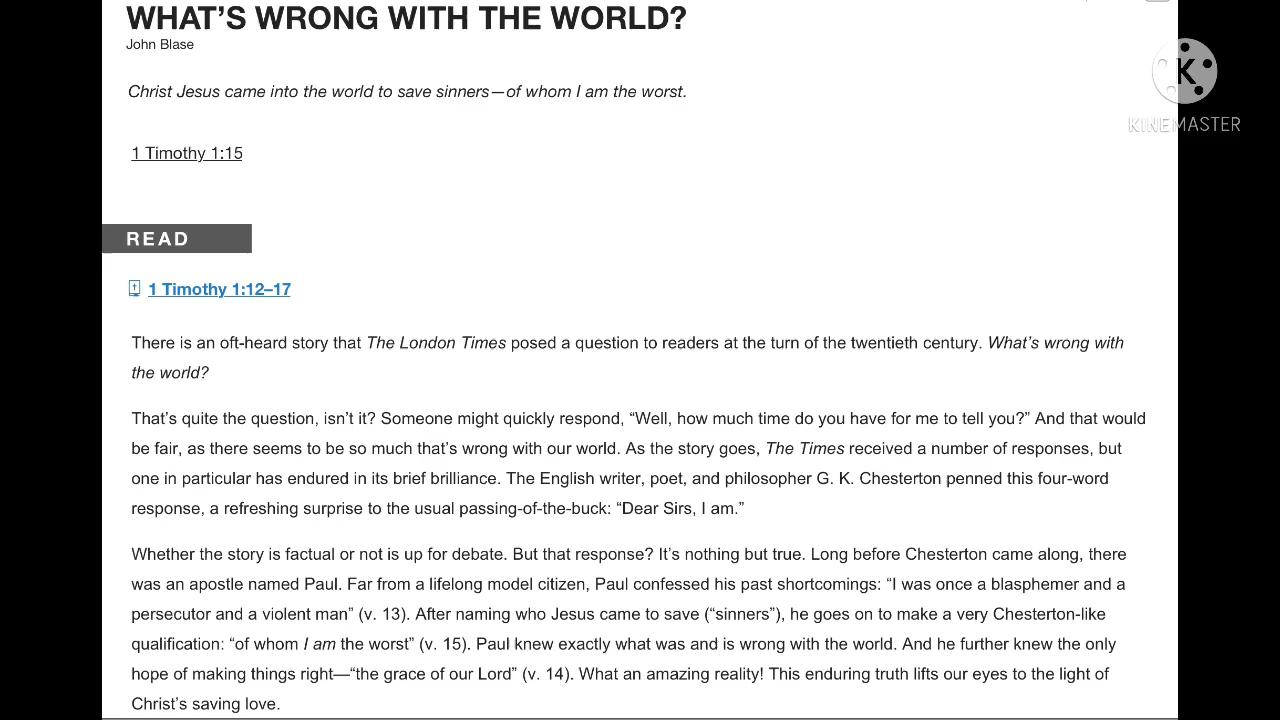 WHAT’S WRONG WITH THE WORLD?
John Blase
Christ Jesus came into the world to save sinners—of whom I am the worst.
1 Timothy 1:15
READ
1 Timothy 1:12–17
There is an oft-heard story that The London Times posed a question to readers at the turn of the twentieth century. What’s wrong with
the world?
That’s quite the question, isn’t it? Someone might quickly respond, “Well, how much time do you have for me to tell you?” And that would
be fair, as there seems to be so much that’s wrong with our world. As the story goes, The Times received a number of responses, but
one in particular has endured in its brief brilliance. The English writer, poet, and philosopher G. K. Chesterton penned this four-word
response, a refreshing surprise to the usual passing-of-the-buck: “Dear Sirs, I am.”
Whether the story is factual or not is up for debate. But that response? It’s nothing but true. Long before Chesterton came along, there
was an apostle named Paul. Far from a lifelong model citizen, Paul confessed his past shortcomings: “I was once a blasphemer and a
persecutor and a violent man” (v. 13). After naming who Jesus came to save (“sinners”), he goes on to make a very Chesterton-like
qualification: “of whom I am the worst” (v. 15). Paul knew exactly what was and is wrong with the world. And he further knew the only
hope of making things right—“the grace of our Lord” (v. 14). What an amazing reality! This enduring truth lifts our eyes to the light of
Christ’s saving love.
K
KINEMASTER